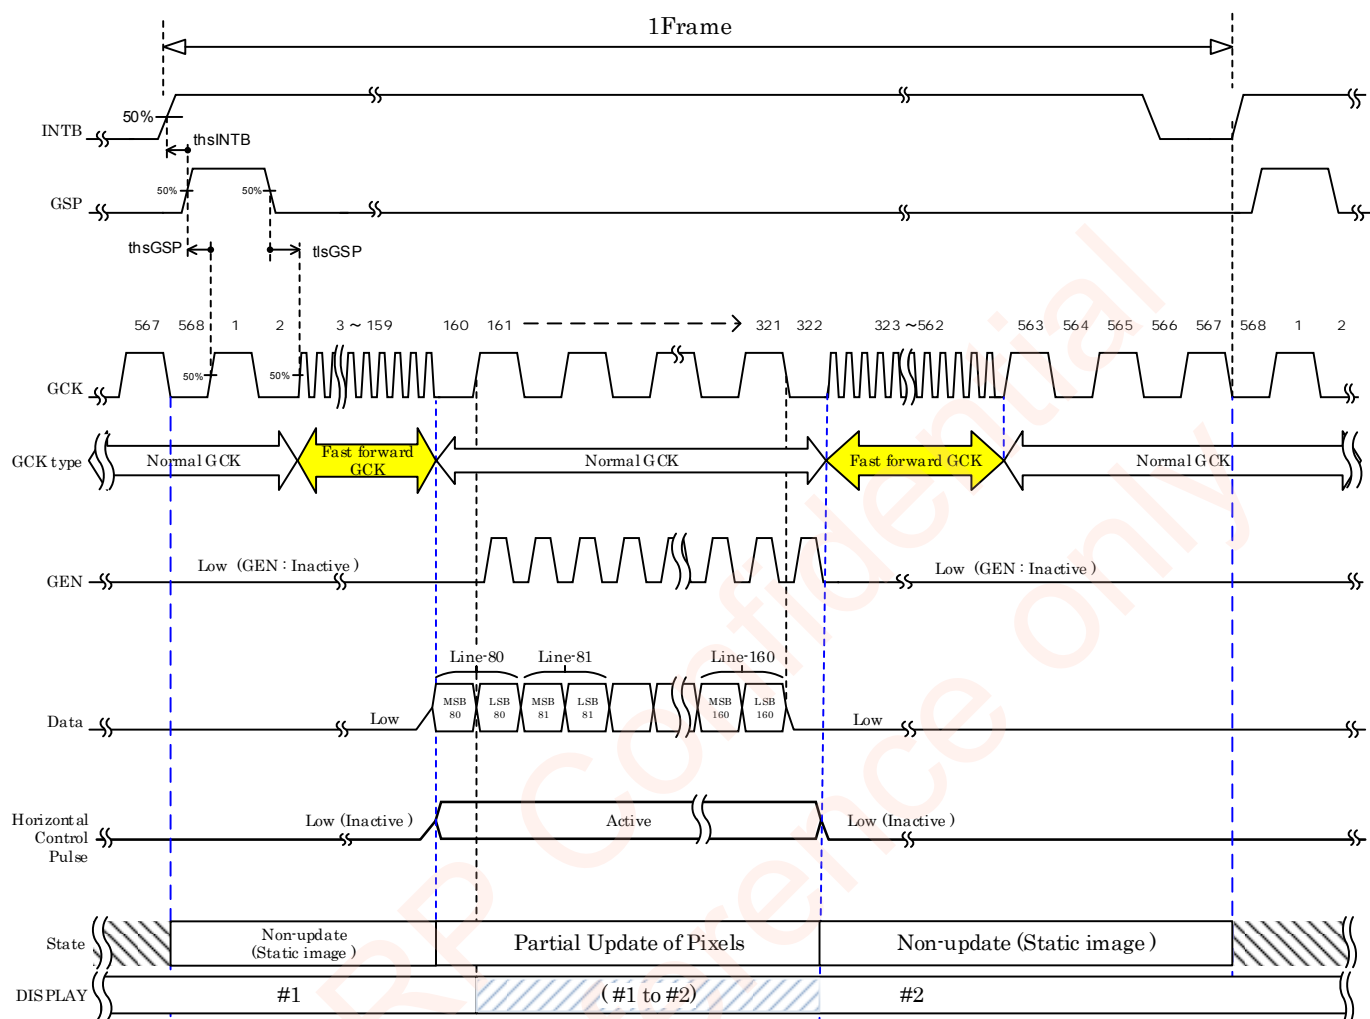 1Frame
50%
INTB
thsINTB
50%
50%
GSP
thsGSP
tlsGSP
567 568 1 2 3 ~ 159 160 161 321 322 323 ~562 563 564 565 566 567 568 1 2
50%
50%
GCK
GCK type
Normal GCK
Fast forward
GCK
Normal GCK
Fast forward GCK
Normal GCK
GEN
Low (GEN : Inactive )
Low (GEN : Inactive )
Line-80 Line-81 Line-160
MSB
80
LSB
80
MSB
81
LSB
81
MSB
160
LSB
160
Data
Low
Low
Horizontal
Control
Pulse
Low (Inactive )
Active
Low (Inactive )
State
Non-update
(Static image )
Partial Update of Pixels
Non-update (Static image )
DISPLAY
#1
( #1 to #2)
#2
RP Confidential
erence only